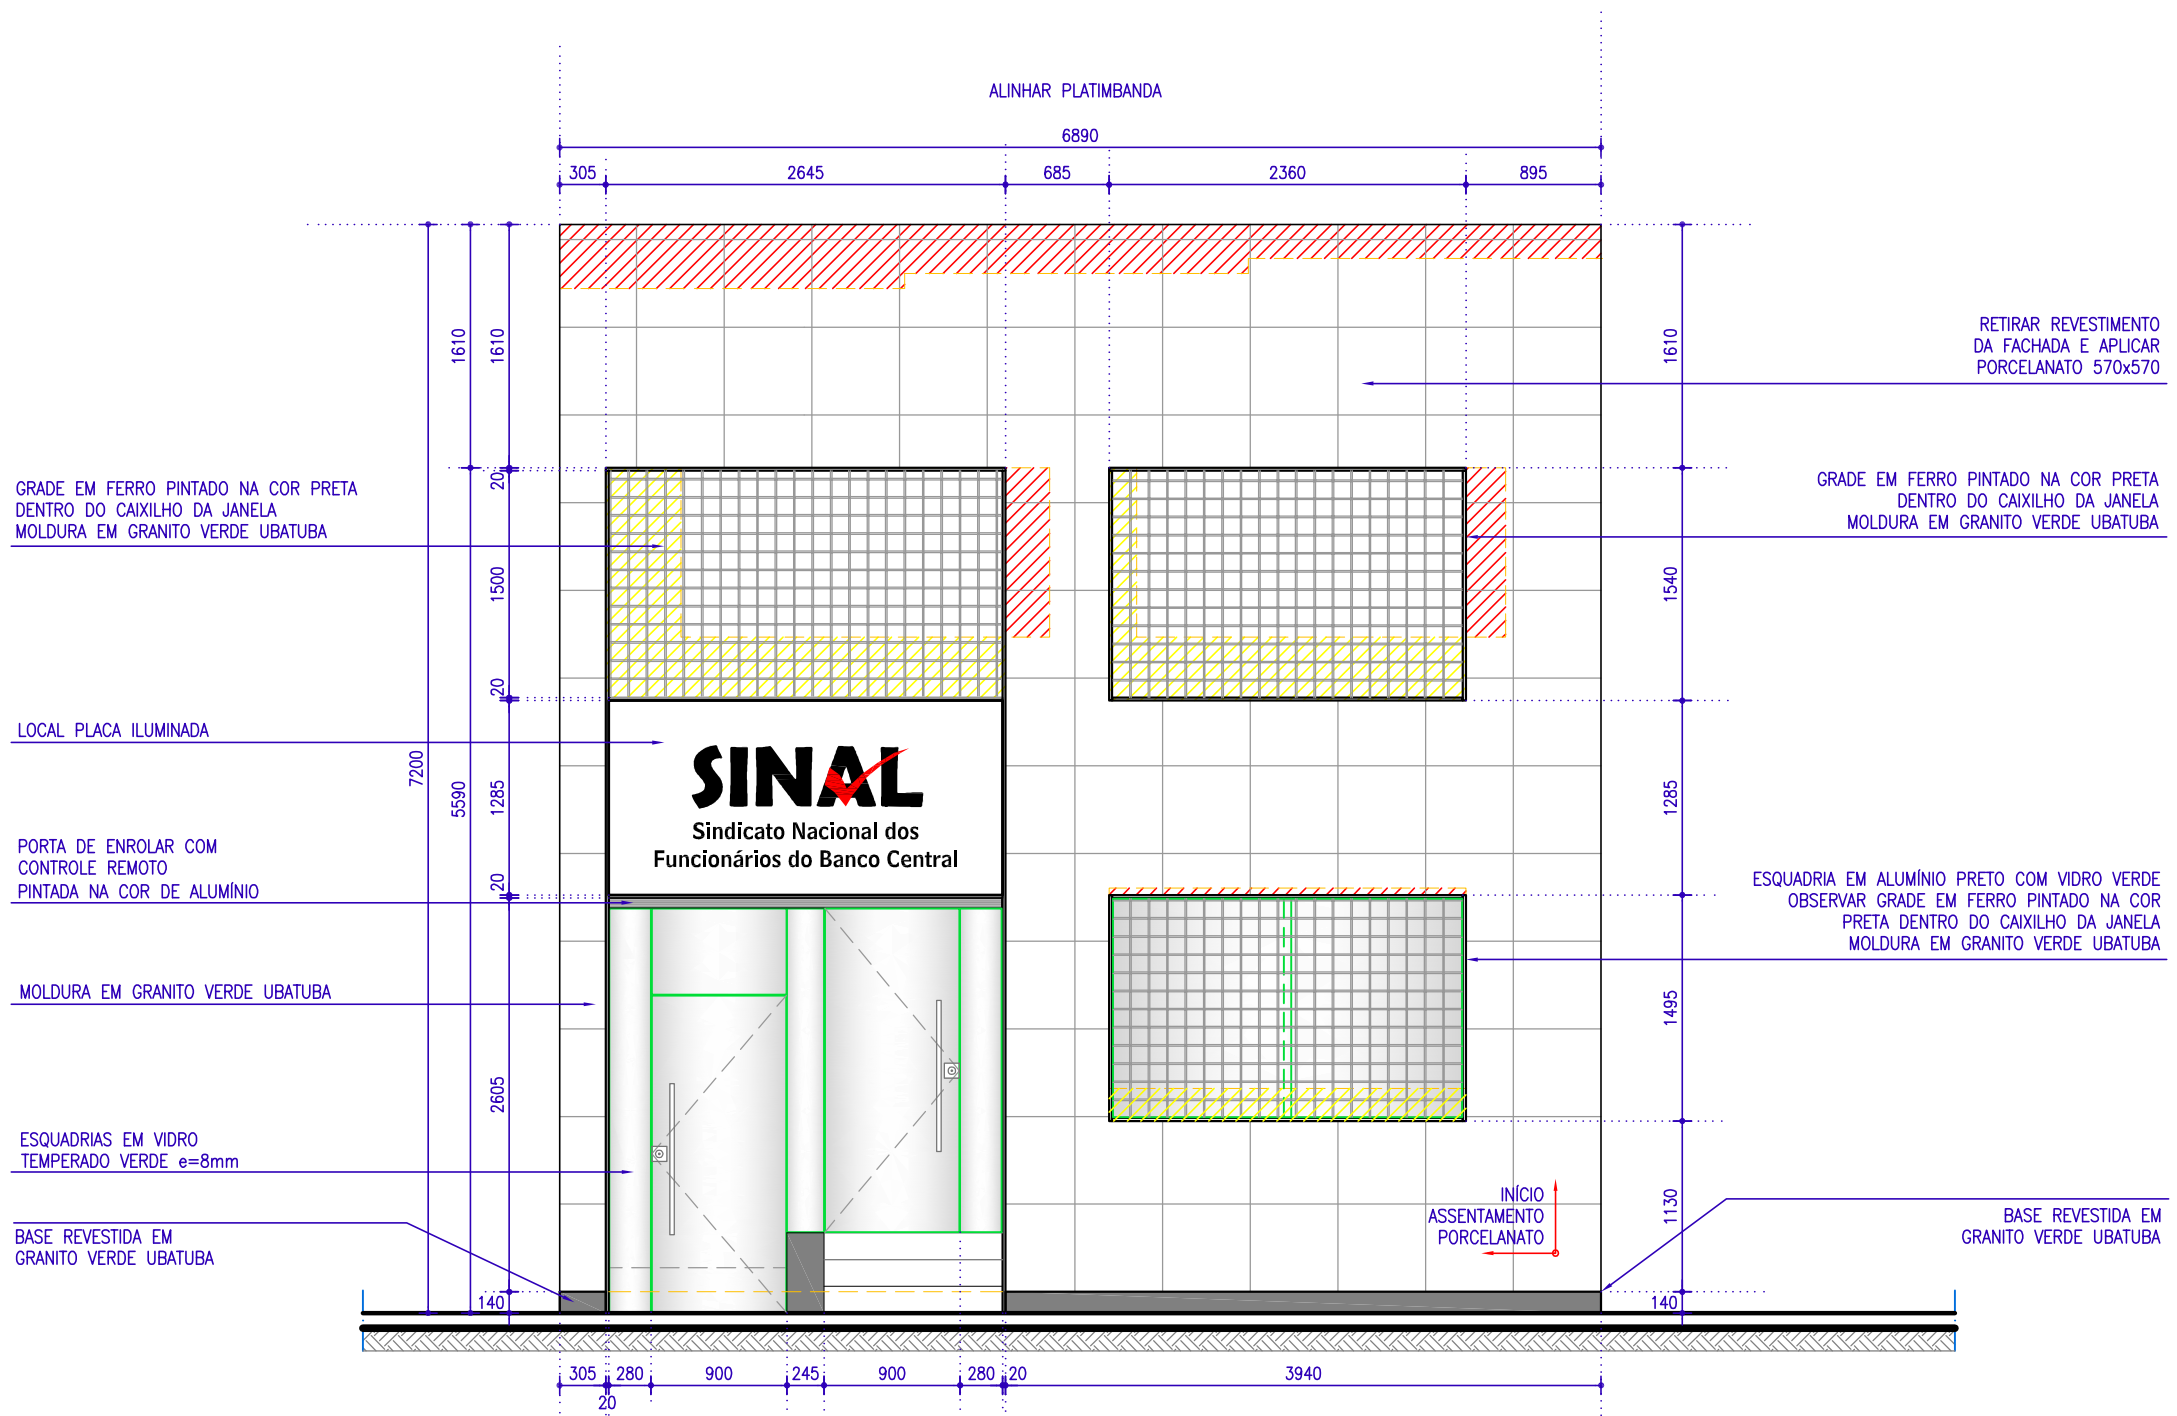 ALINHAR PLATIMBANDA
6890
305
2645
685
2360
895
1610
1610
1610
RETIRAR REVESTIMENTO
DA FACHADA E APLICAR
PORCELANATO 570x570
GRADE EM FERRO PINTADO NA COR PRETA
DENTRO DO CAIXILHO DA JANELA
MOLDURA EM GRANITO VERDE UBATUBA
20
GRADE EM FERRO PINTADO NA COR PRETA
DENTRO DO CAIXILHO DA JANELA
MOLDURA EM GRANITO VERDE UBATUBA
1500
1540
20
LOCAL PLACA ILUMINADA
7200
5590
1285
1285
SINAL
Sindicato Nacional dos
Funcionários do Banco Central
PORTA DE ENROLAR COM
CONTROLE REMOTO
PINTADA NA COR DE ALUMÍNIO
20
ESQUADRIA EM ALUMÍNIO PRETO COM VIDRO VERDE
OBSERVAR GRADE EM FERRO PINTADO NA COR
PRETA DENTRO DO CAIXILHO DA JANELA
MOLDURA EM GRANITO VERDE UBATUBA
MOLDURA EM GRANITO VERDE UBATUBA
1495
2605
ESQUADRIAS EM VIDRO
TEMPERADO VERDE e=8mm
INÍCIO
ASSENTAMENTO
PORCELANATO
1130
BASE REVESTIDA EM
GRANITO VERDE UBATUBA
BASE REVESTIDA EM
GRANITO VERDE UBATUBA
140
140
305
20
280
900
245
900
280
20
3940